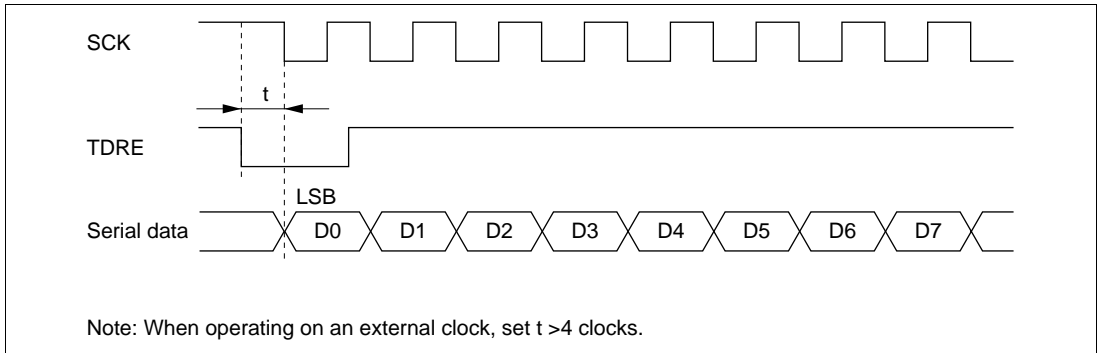 SCK
t
TDRE
LSB
Serial data D0 D1 D2 D3 D4 D5 D6 D7
Note: When operating on an external clock, set t >4 clocks.